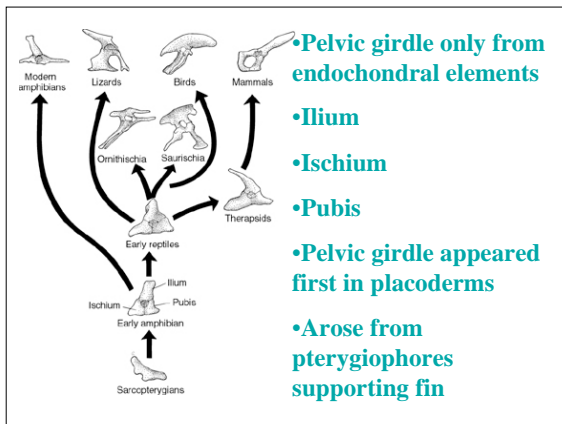 Modern
amphibians
Lizards
Birds
Mammals
Ornithischia
Saurischia
Therapsids
Early reptiles
Ilium
Ischium
Pubis
Early amphibian
Sarcopterygians
•Pelvic girdle only from
endochondral elements
•Ilium
•Ischium
•Pubis
•Pelvic girdle appeared
first in placoderms
•Arose from
pterygiophores
supporting fin